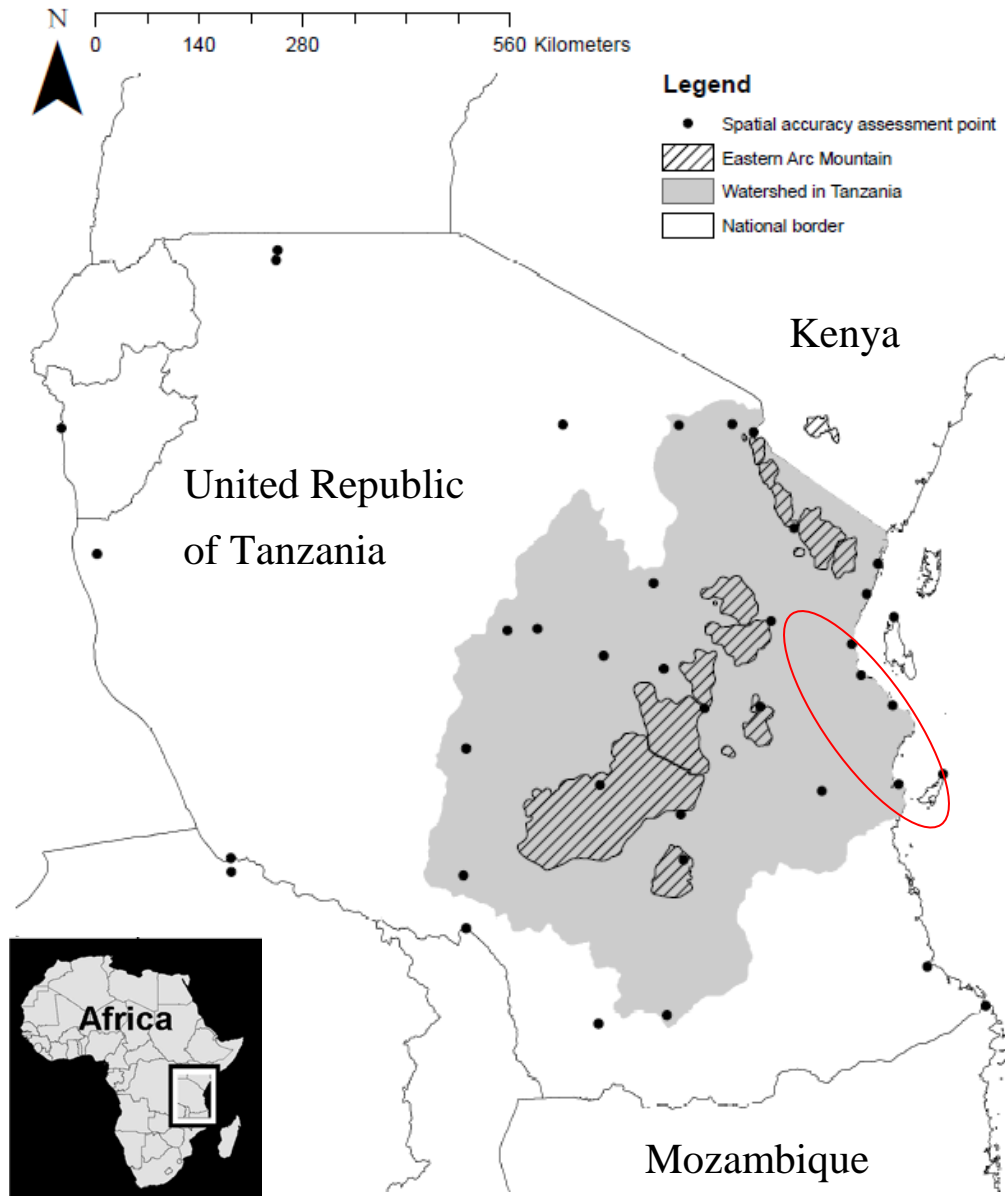 N
0 140 280 560 Kilometers
Legend
Spatial accuracy assessment point
Eastern Arc Mountain
Watershed in Tanzania
National border
Kenya
United Republic
of Tanzania
Africa
Mozambique